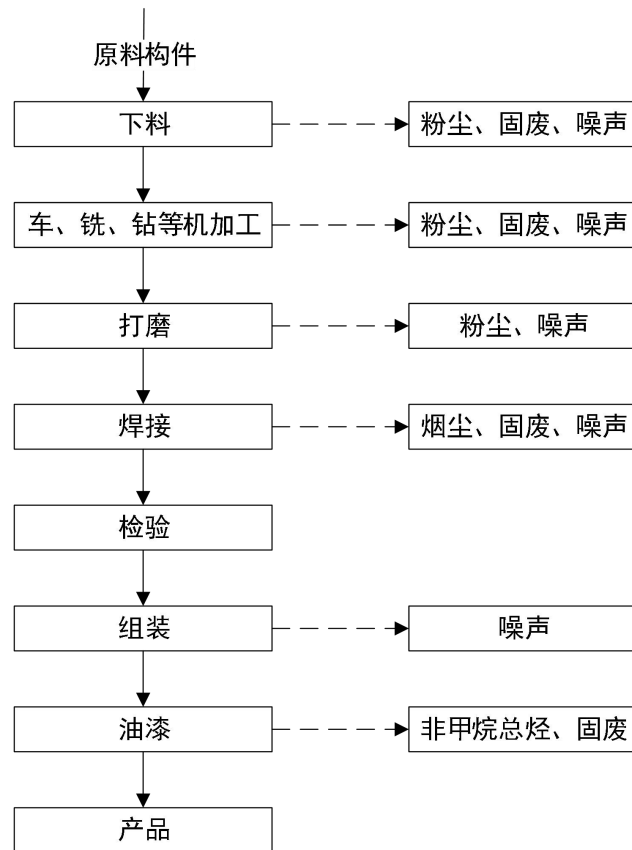 原料构件
下料
粉尘、固废、噪声
车、铣、钻等机加工
粉尘、固废、噪声
打磨
粉尘、噪声
焊接
烟尘、固废、噪声
检验
组装
噪声
油漆
非甲烷总烃、固废
产品